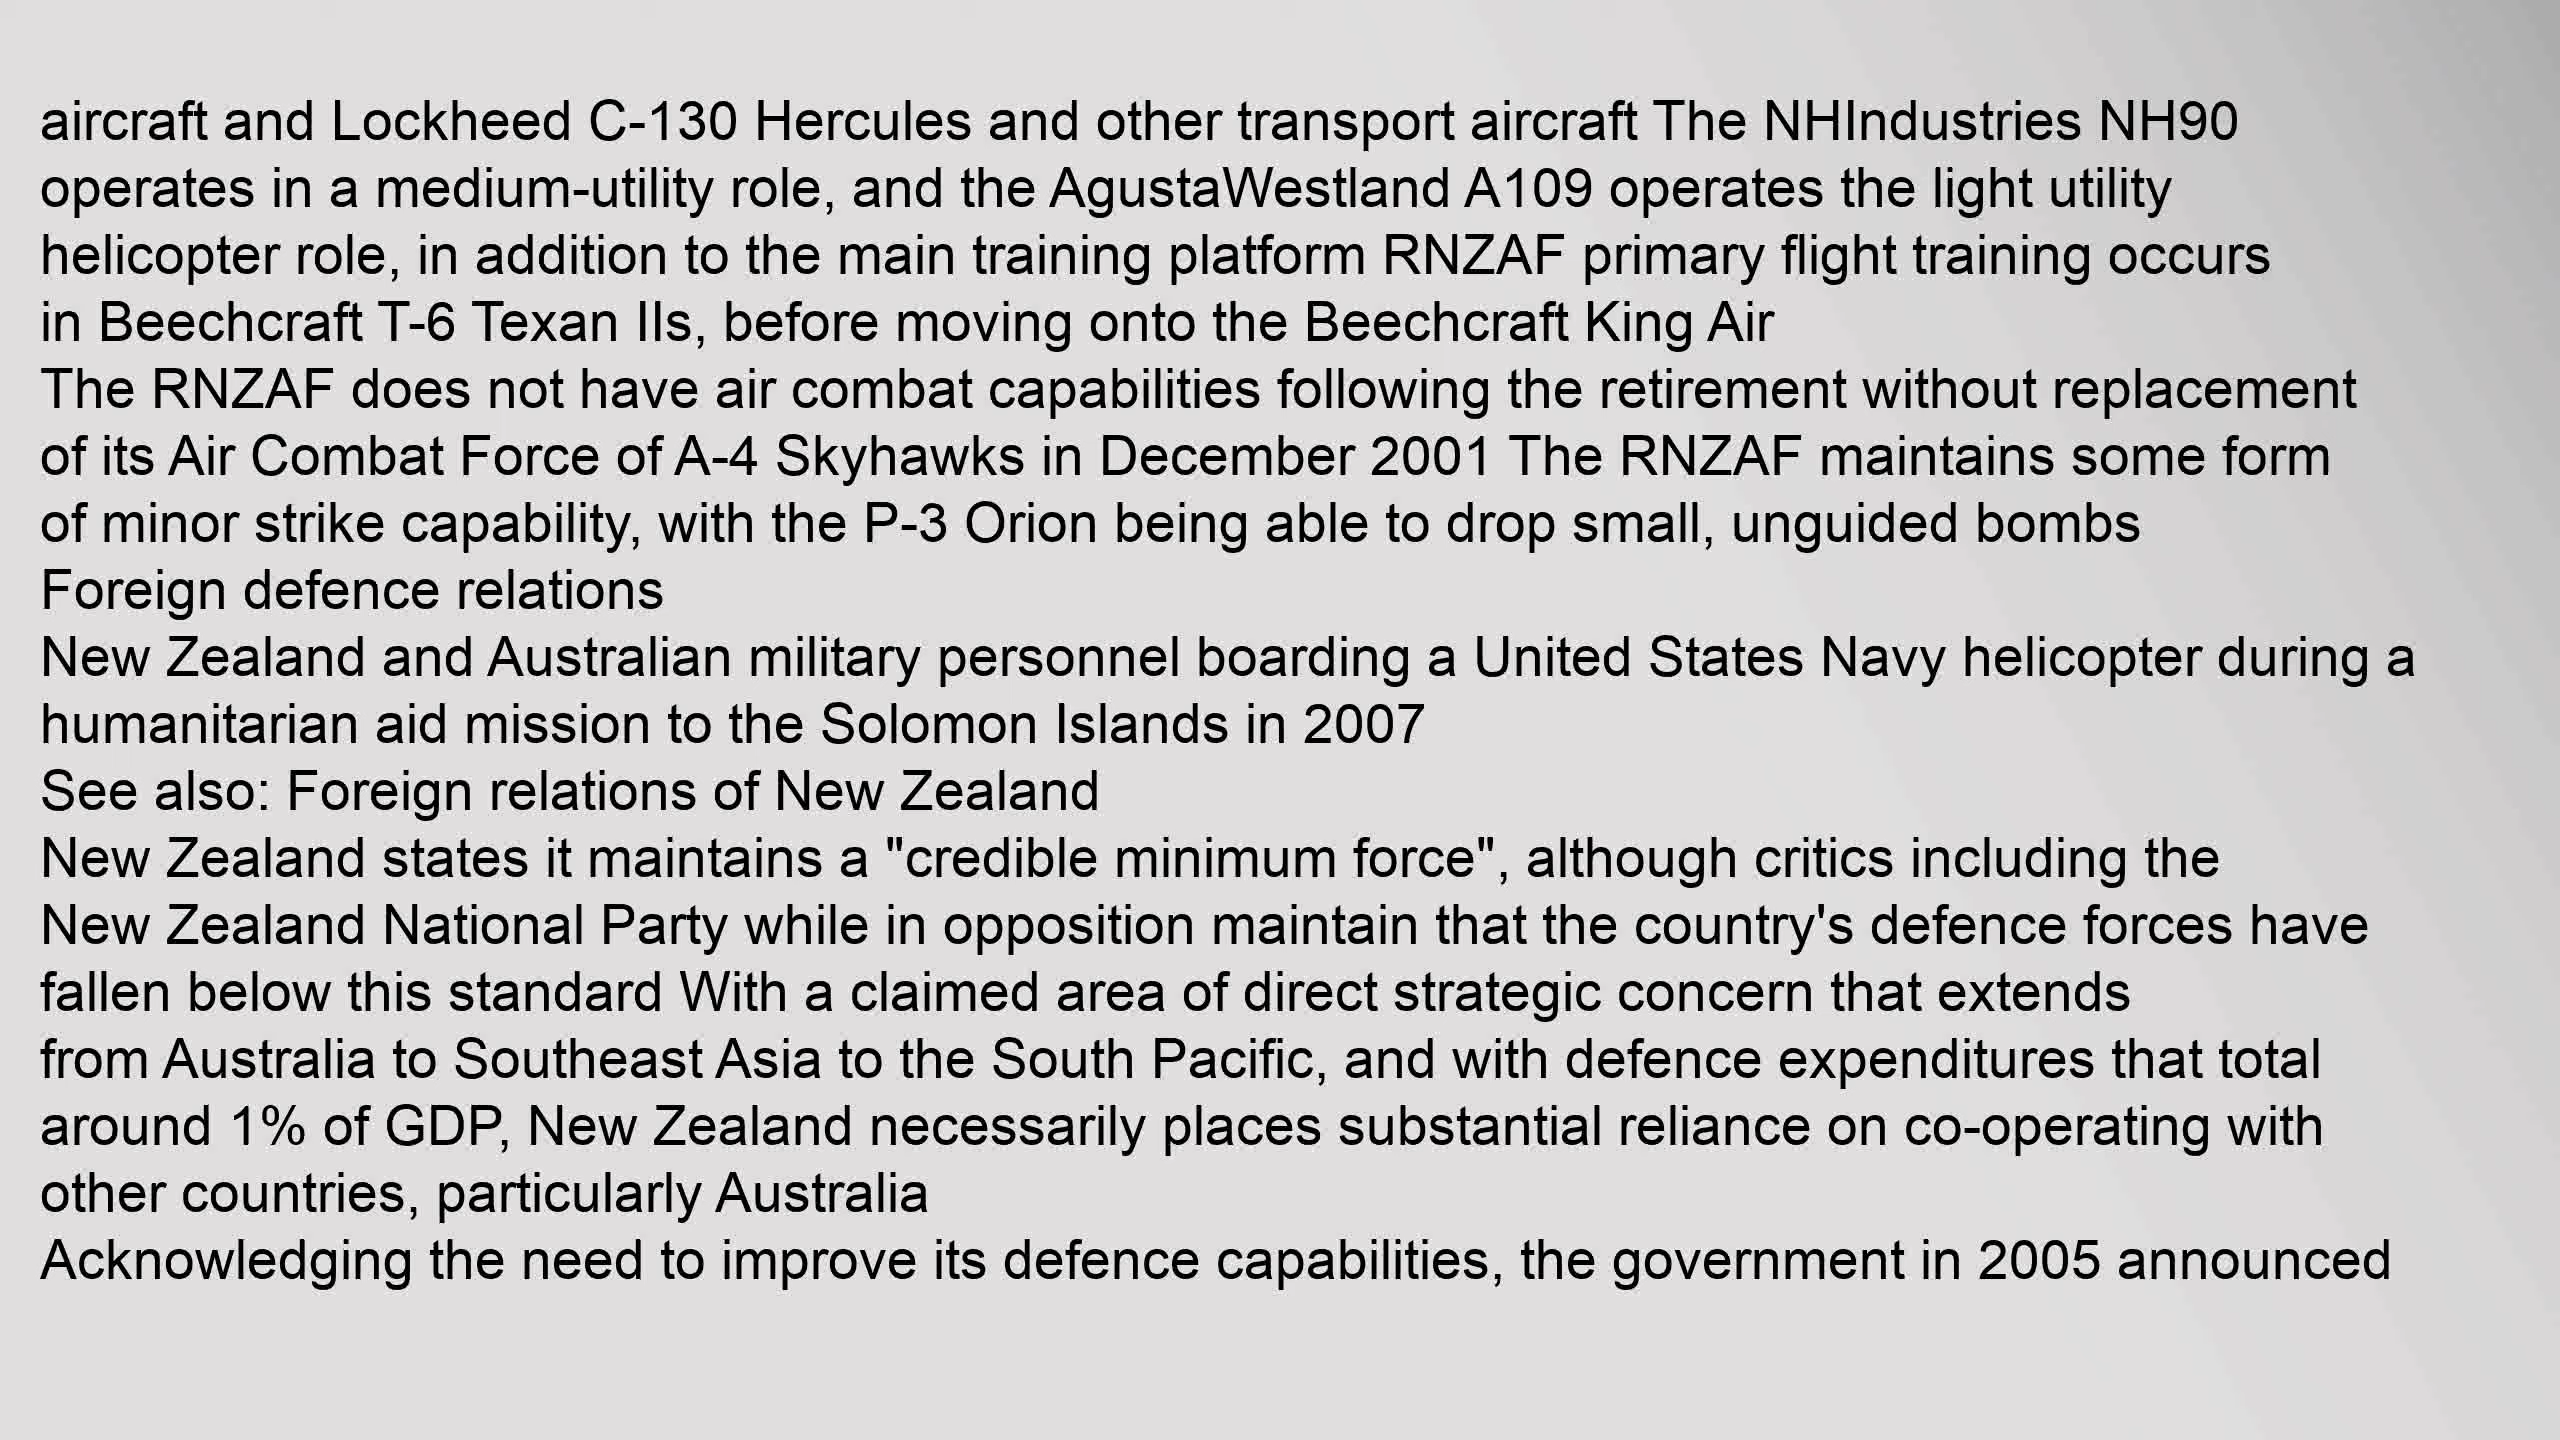 aircraft and Lockheed C-130 Hercules and other transport aircraft The NHIndustries NH90
operates in a medium-utility role, and the AgustaWestland A109 operates the light utility
helicopter role, in addition to the main training platform RNZAF primary flight training occurs
in Beechcraft T-6 Texan IIs, before moving onto the Beechcraft King Air
The RNZAF does not have air combat capabilities following the retirement without replacement
of its Air Combat Force of A-4 Skyhawks in December 2001 The RNZAF maintains some form
of minor strike capability, with the P-3 Orion being able to drop small, unguided bombs
Foreign defence relations
New Zealand and Australian military personnel boarding a United States Navy helicopter during a
humanitarian aid mission to the Solomon Islands in 2007
See also: Foreign relations of New Zealand
New Zealand states it maintains a "credible minimum force", although critics including the
New Zealand National Party while in opposition maintain that the country's defence forces have
fallen below this standard With a claimed area of direct strategic concern that extends
from Australia to Southeast Asia to the South Pacific, and with defence expenditures that total
around 1% of GDP, New Zealand necessarily places substantial reliance on co-operating with
other countries, particularly Australia
Acknowledging the need to improve its defence capabilities, the government in 2005 announced